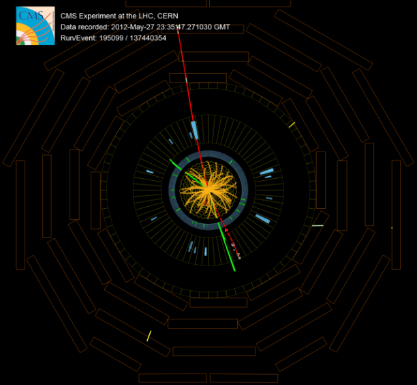 CMS
CMS Experiment at the LHC, CERN
Data recorded: 2012-May-27 23:35:47.271030 GMT
Run/Event: 195099 / 137440354